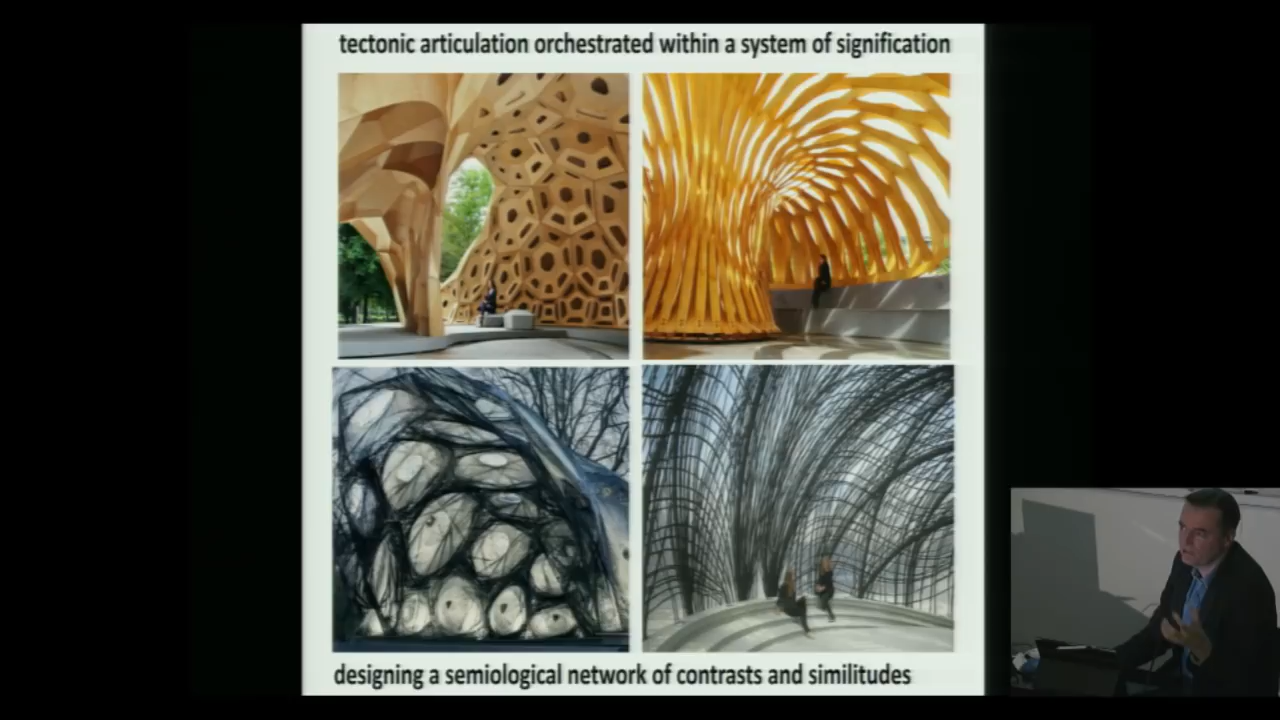 tectonic articulation orchestrated within a system of signification
designing a semiological network of contrasts and similitudes